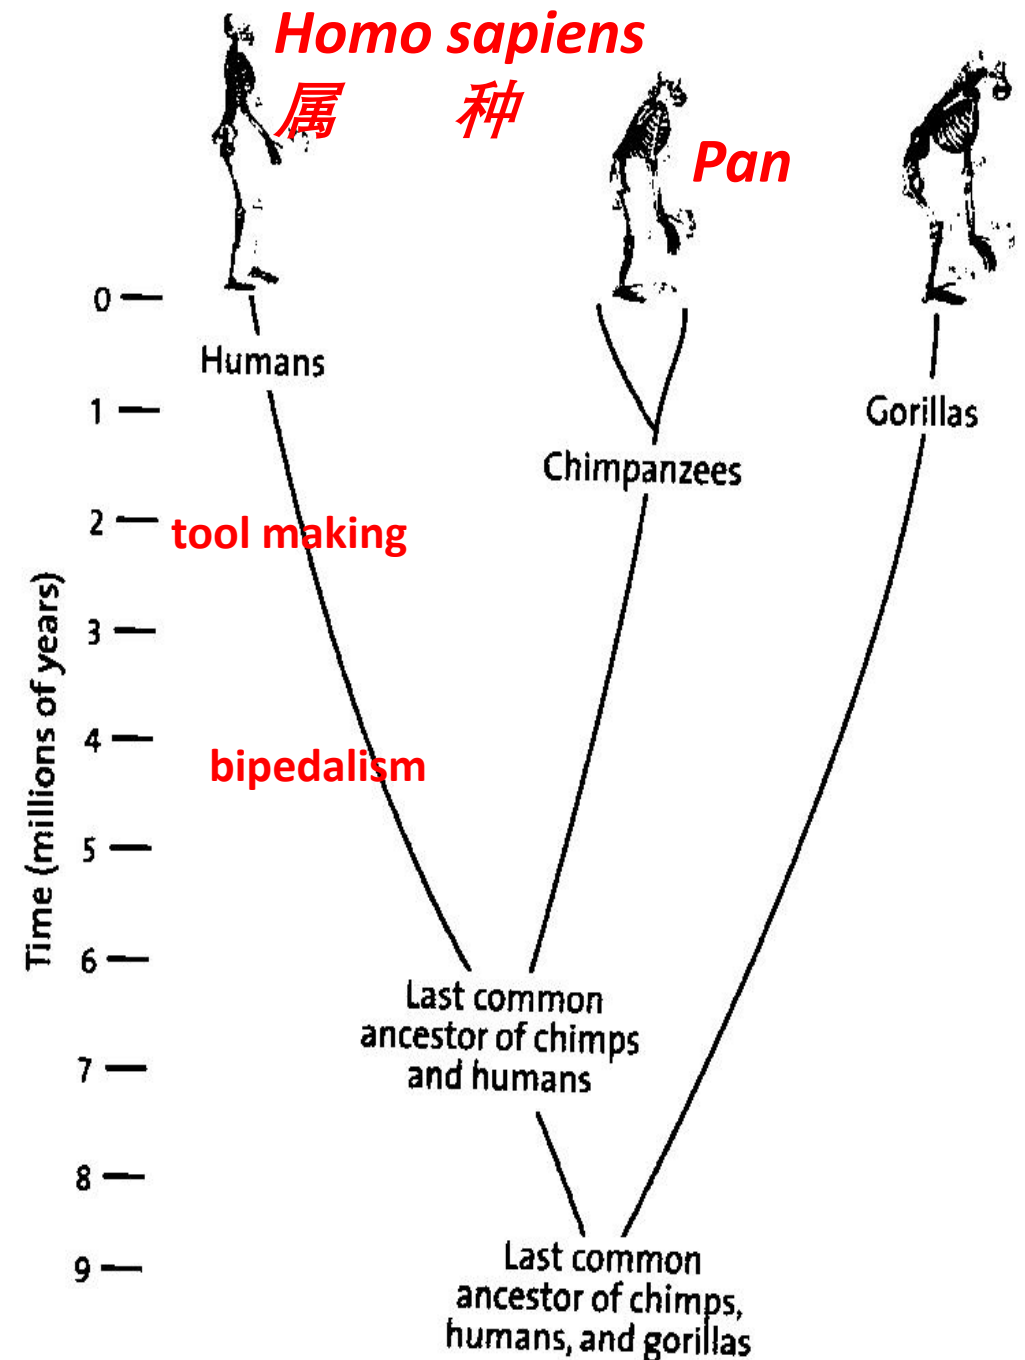 Homo sapiens
属 种
Pan
0
Humans
1
Gorillas
Chimpanzees
2
tool making
3
4
bipedalism
5
Time (millions of years)
6
Last common
ancestor of chimps
and humans
7
8
9
Last common
ancestor of chimps,
humans, and gorillas